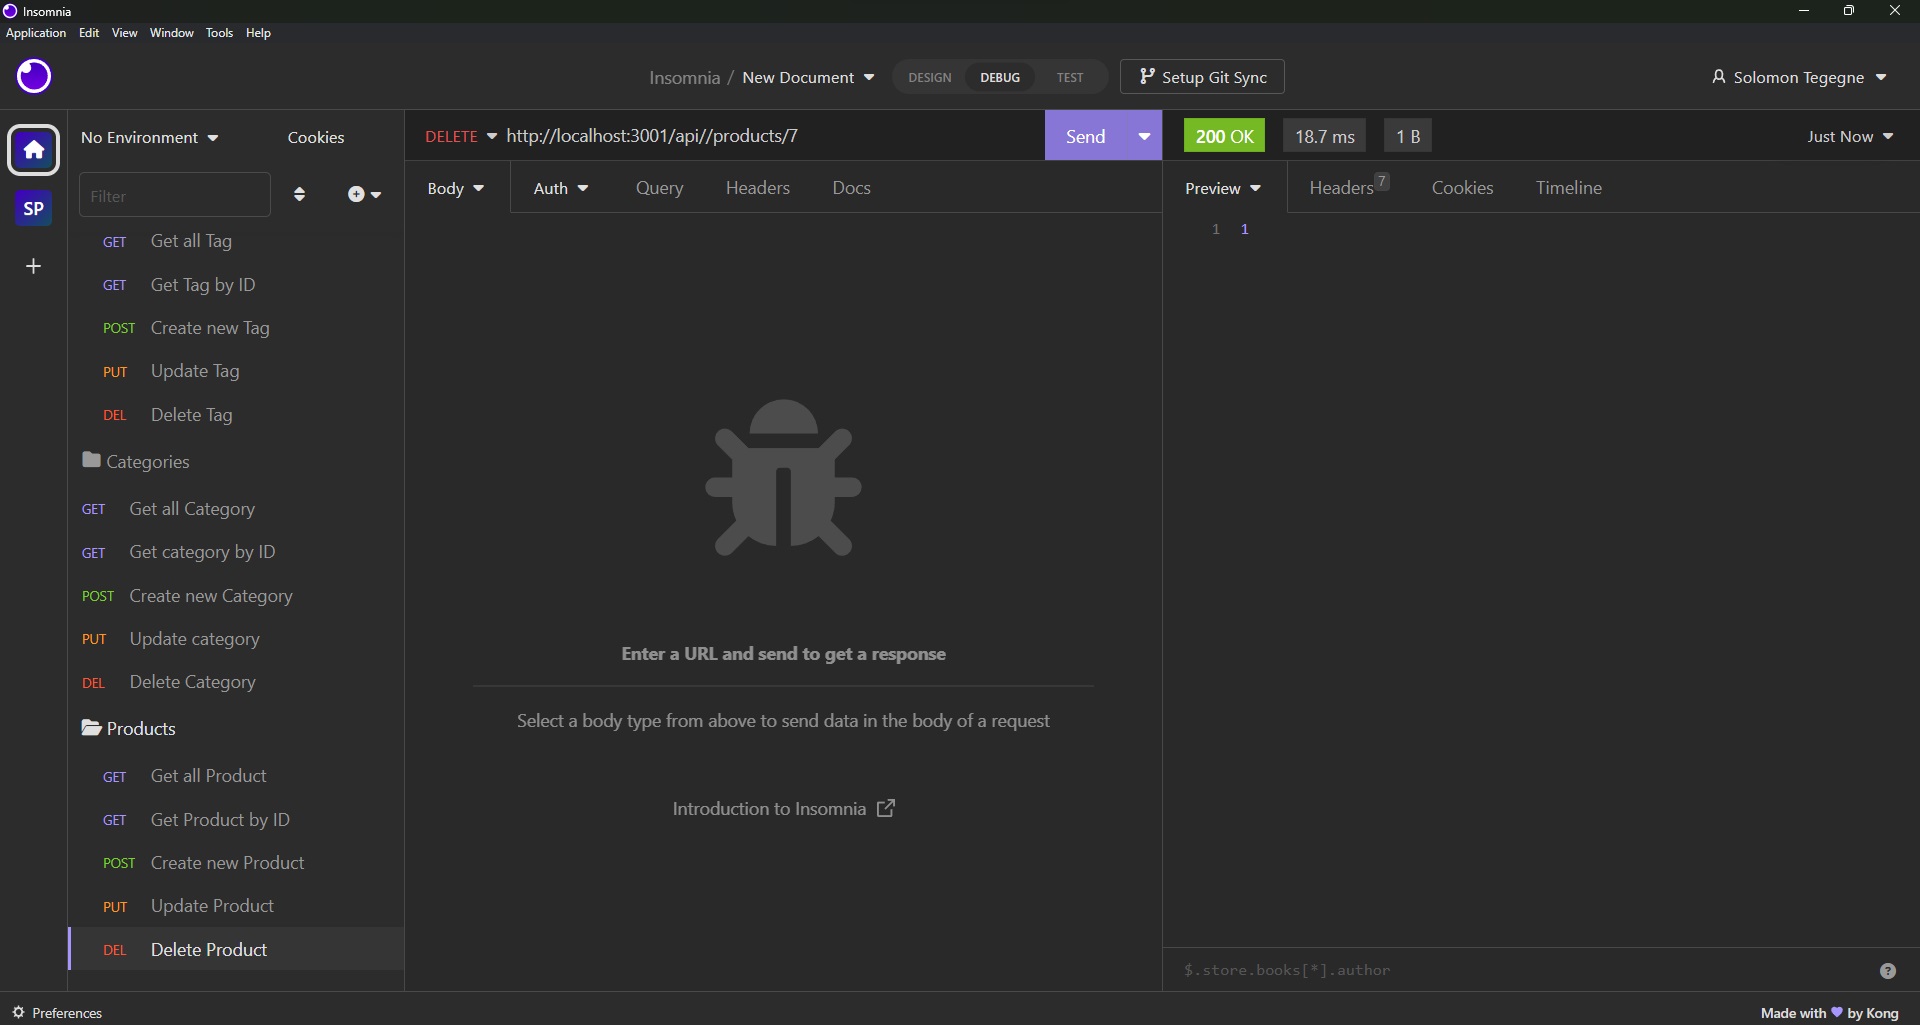 Insomnia
Application Edit View Window Tools Help
Insomnia / New Document DESIGN DEBUG TEST Setup Git Sync Solomon Tegegne
No Environment Cookies
Filter
SP
GET Get all Tag
GET Get Tag by ID
POST Create new Tag
PUT Update Tag
DEL Delete Tag
Categories
GET Get all Category
GET Get category by ID
POST Create new Category
PUT Update category
DEL Delete Category
Products
GET Get all Product
GET Get Product by ID
POST Create new Product
PUT Update Product
DEL Delete Product
DELETE http://localhost:3001/api//products/7 Send
Body Auth Query Headers Docs
Enter a URL and send to get a response
Select a body type from above to send data in the body of a request
Introduction to Insomnia
200 OK 18.7 ms 1 B Just Now
Preview Headers 7 Cookies Timeline
1 1
$.store.books[*].author
Preferences
Made with 💜 by Kong